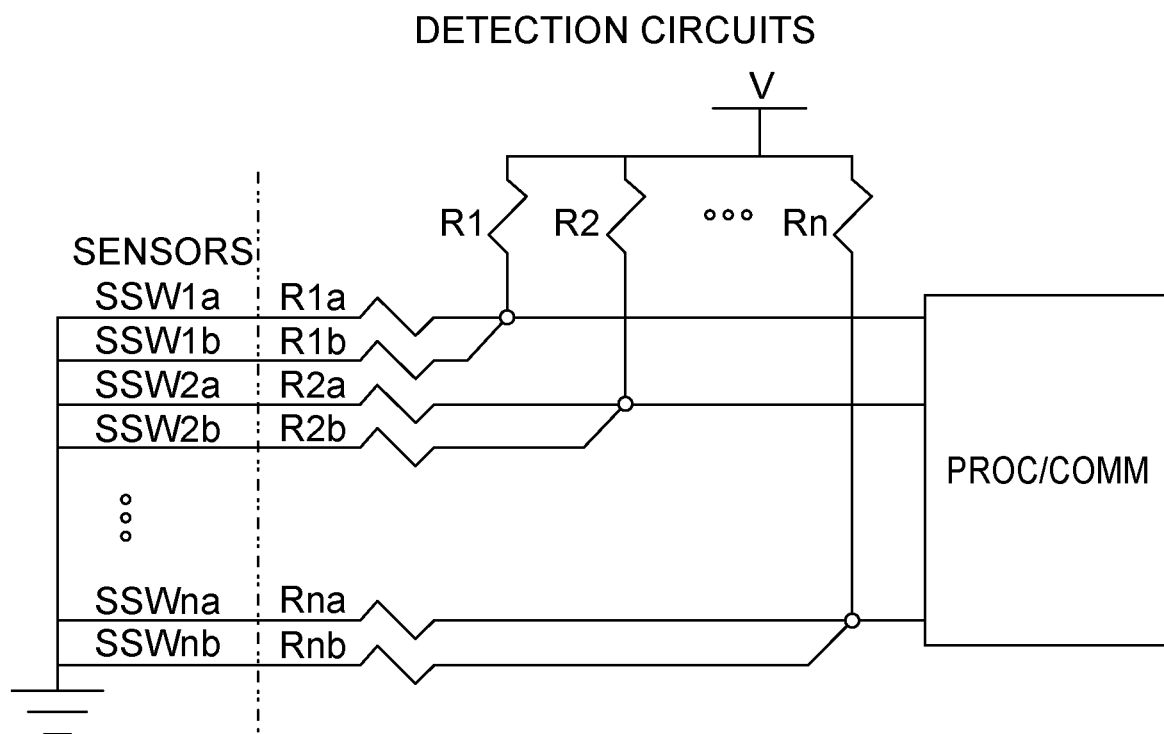 DETECTION CIRCUITS
V
R1
R2
Rn
SENSORS
SSW1a R1a
SSW1b R1b
SSW2a R2a
SSW2b R2b
PROC/COMM
SSWna Rna
SSWnb Rnb